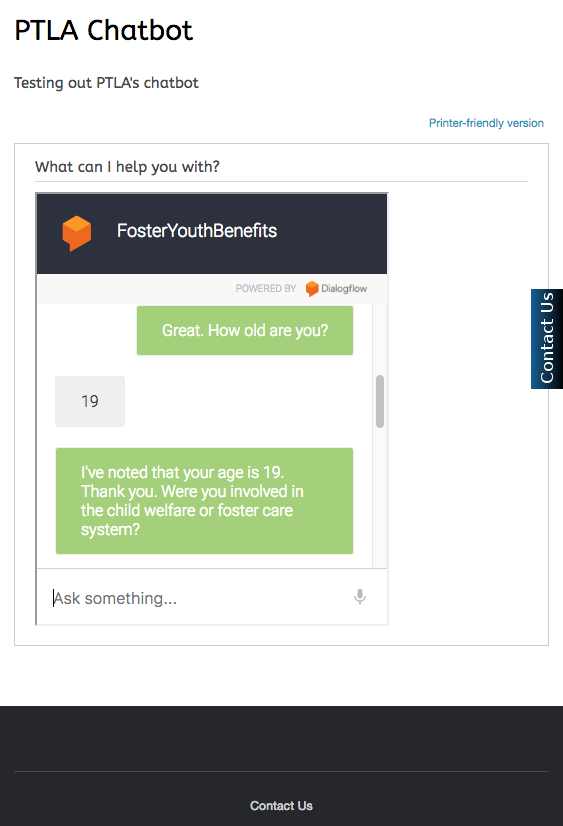 PTLA Chatbot
Testing out PTLA's chatbot
Printer-friendly version
What can I help you with?
FosterYouthBenefits
POWERED BY Dialogflow
Great. How old are you?
19
I've noted that your age is 19.
Thank you. Were you involved in
the child welfare or foster care
system?
Ask something...
Contact Us
Contact Us